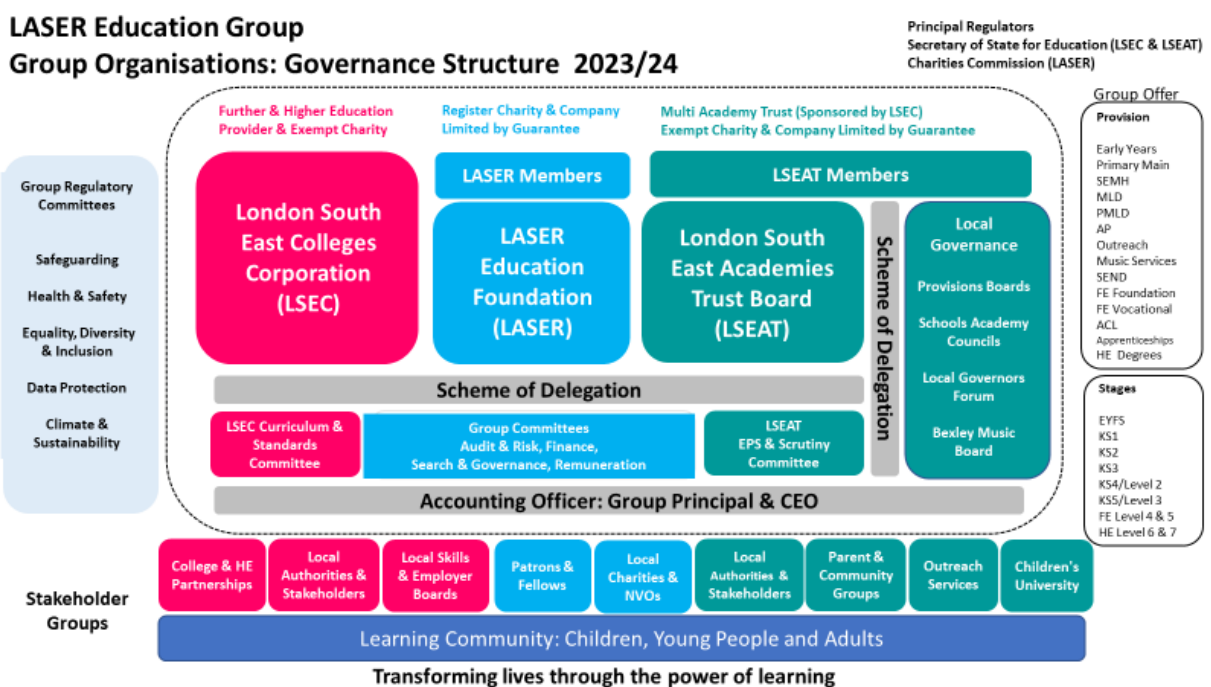 LASER Education Group
Group Organisations: Governance Structure 2023/24
Principal Regulators
Secretary of State for Education (LSEC & LSEAT)
Charities Commission (LASER)
Group Regulatory
Committees
Safeguarding
Health & Safety
Equality, Diversity
& Inclusion
Data Protection
Climate &
Sustainability
Further & Higher Education
Provider & Exempt Charity
London South
East Colleges
Corporation
(LSEC)
Register Charity & Company
Limited by Guarantee
LASER Members
LASER
Education
Foundation
(LASER)
Multi Academy Trust (Sponsored by LSEC)
Exempt Charity & Company Limited by Guarantee
LSEAT Members
London South
East Academies
Trust Board
(LSEAT)
Scheme of Delegation
Local
Governance
Provisions Boards
Schools Academy
Councils
Local Governors
Forum
Bexley Music
Board
Scheme of Delegation
LSEC Curriculum &
Standards
Committee
Group Committees
Audit & Risk, Finance,
Search & Governance, Remuneration
LSEAT
EPS & Scrutiny
Committee
Accounting Officer: Group Principal & CEO
Group Offer
Provision
Early Years
Primary Main
SEMH
MLD
PMLD
AP
Outreach
Music Services
SEND
FE Foundation
FE Vocational
ACL
Apprenticeships
HE Degrees
Stages
EYFS
KS1
KS2
KS3
KS4/Level 2
KS5/Level 3
FE Level 4 & 5
HE Level 6 & 7
Stakeholder
Groups
College & HE
Partnerships
Local
Authorities &
Stakeholders
Local Skills
& Employer
Boards
Patrons &
Fellows
Local
Charities &
NVOs
Local
Authorities &
Stakeholders
Parent &
Community
Groups
Outreach
Services
Children's
University
Learning Community: Children, Young People and Adults
Transforming lives through the power of learning